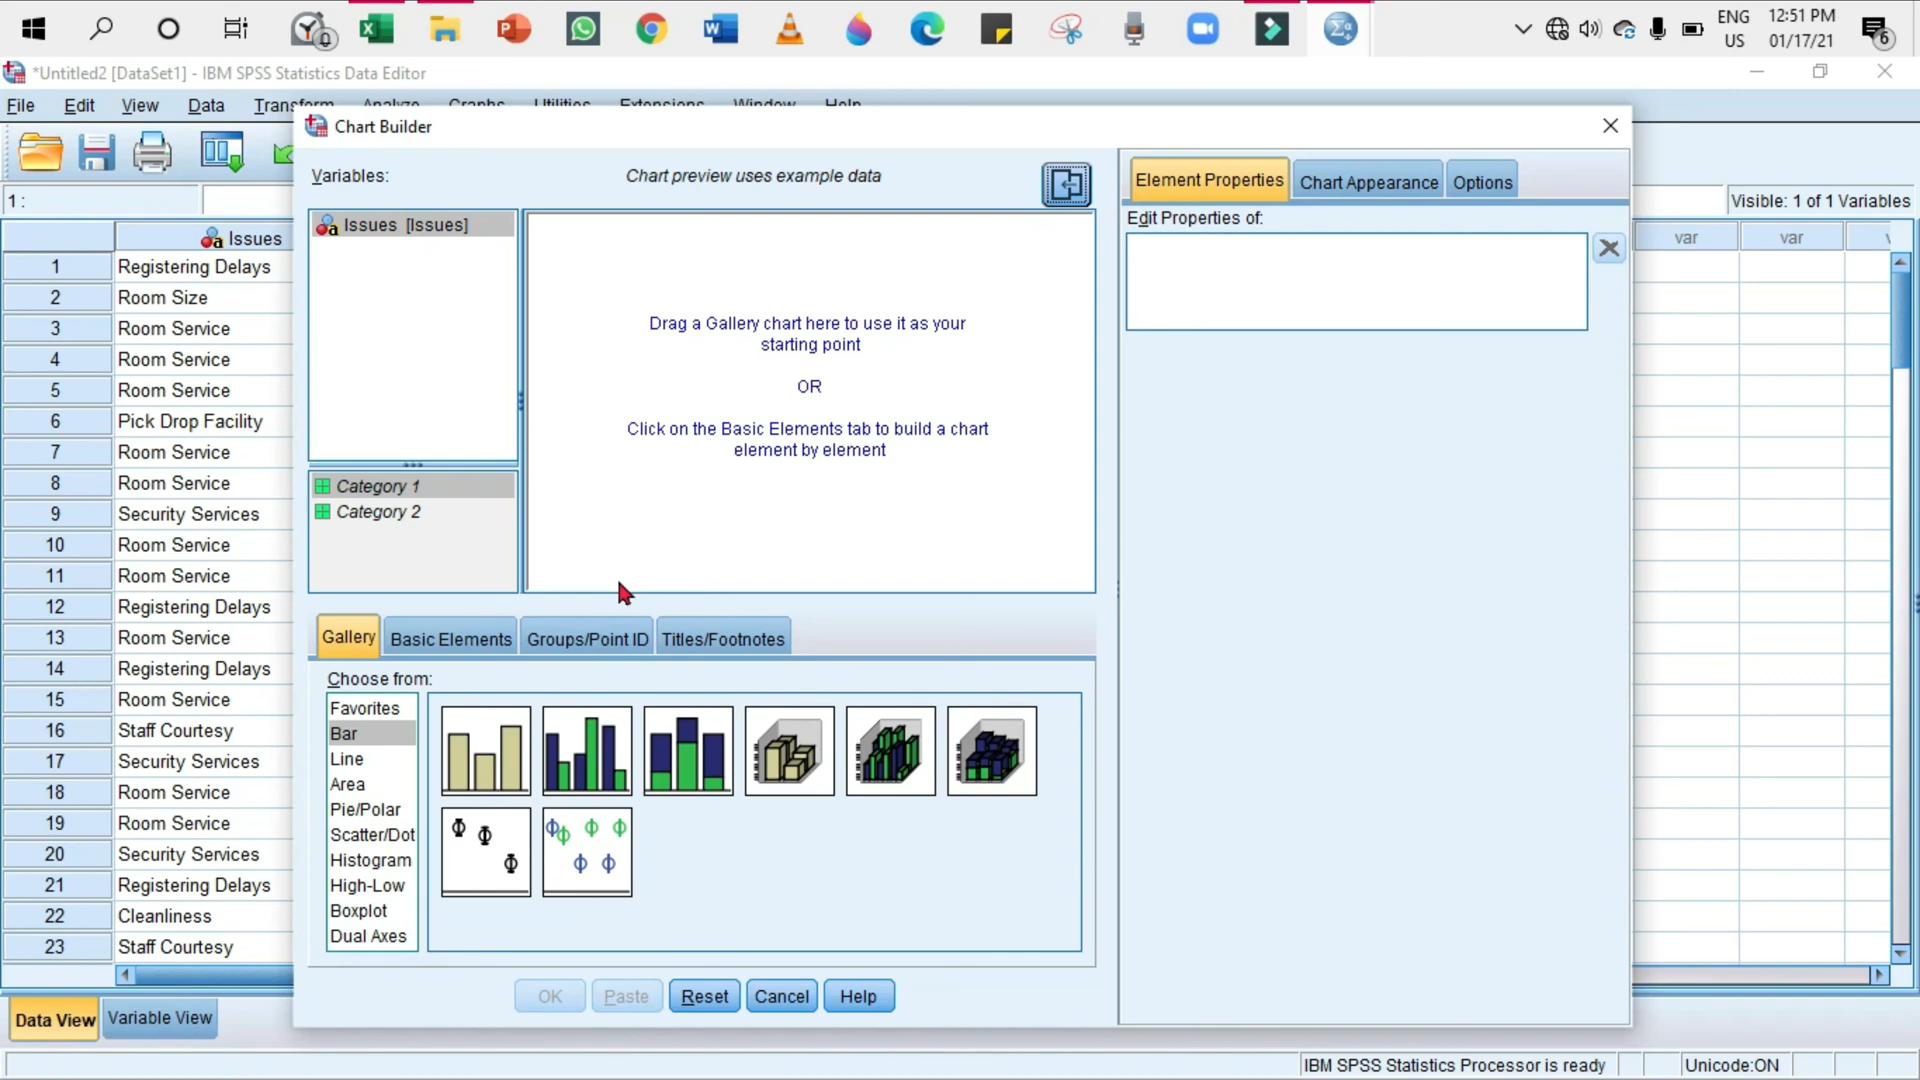 ENG
US
12:51 PM
01/17/21
6
*Untitled2 [DataSet1] - IBM SPSS Statistics Data Editor
File Edit View Data Transform Analyze Graphs Utilities Extensions Window Help
Chart Builder
1 :
Visible: 1 of 1 Variables
Issues
var var
1 Registering Delays
2 Room Size
3 Room Service
4 Room Service
5 Room Service
6 Pick Drop Facility
7 Room Service
8 Room Service
9 Security Services
10 Room Service
11 Room Service
12 Registering Delays
13 Room Service
14 Registering Delays
15 Room Service
16 Staff Courtesy
17 Security Services
18 Room Service
19 Room Service
20 Security Services
21 Registering Delays
22 Cleanliness
23 Staff Courtesy
Variables:
Chart preview uses example data
Issues [Issues]
Category 1
Category 2
Drag a Gallery chart here to use it as your
starting point
OR
Click on the Basic Elements tab to build a chart
element by element
Element Properties Chart Appearance Options
Edit Properties of:
Gallery Basic Elements Groups/Point ID Titles/Footnotes
Choose from:
Favorites
Bar
Line
Area
Pie/Polar
Scatter/Dot
Histogram
High-Low
Boxplot
Dual Axes
OK Paste Reset Cancel Help
Data View Variable View
IBM SPSS Statistics Processor is ready
Unicode:ON